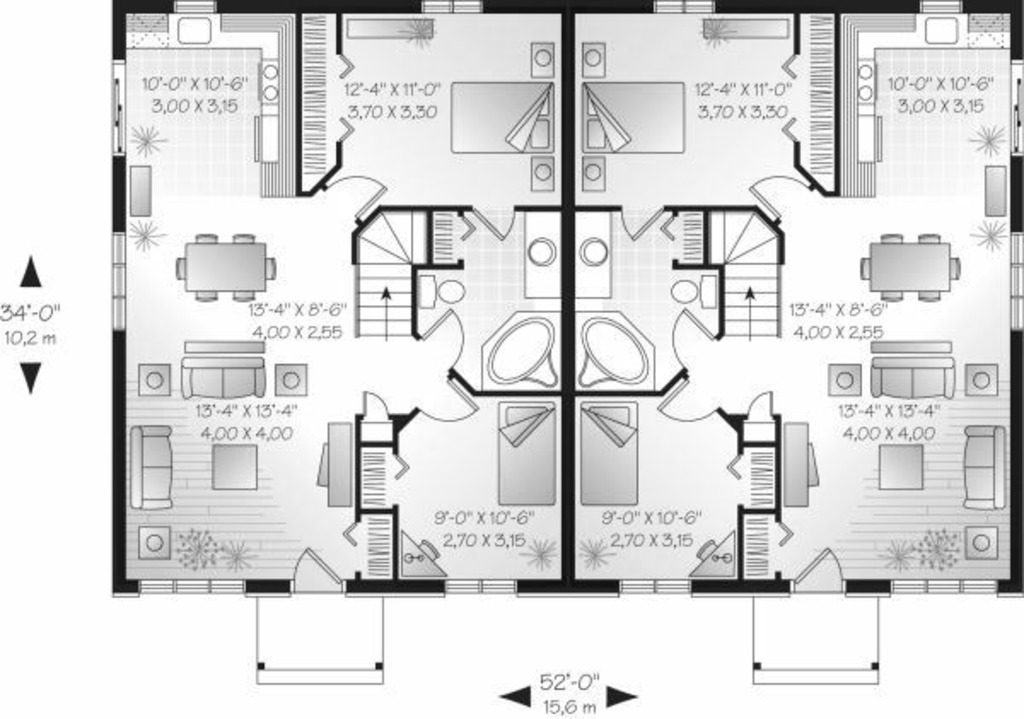 10'-0" X 10'-6"
3,00 X 3,15
12'-4" X 11'-0"
3,70 X 3,30
12'-4" X 11'-0"
3,70 X 3,30
10'-0" X 10'-6"
3,00 X 3,15
34'-0"
10,2 m
13'-4" X 8'-6"
4,00 X 2,55
13'-4" X 8'-6"
4,00 X 2,55
13'-4" X 13'-4"
4,00 X 4,00
13'-4" X 13'-4"
4,00 X 4,00
9'-0" X 10'-6"
2,70 X 3,15
9'-0" X 10'-6"
2,70 X 3,15
52'-0"
15,6 m